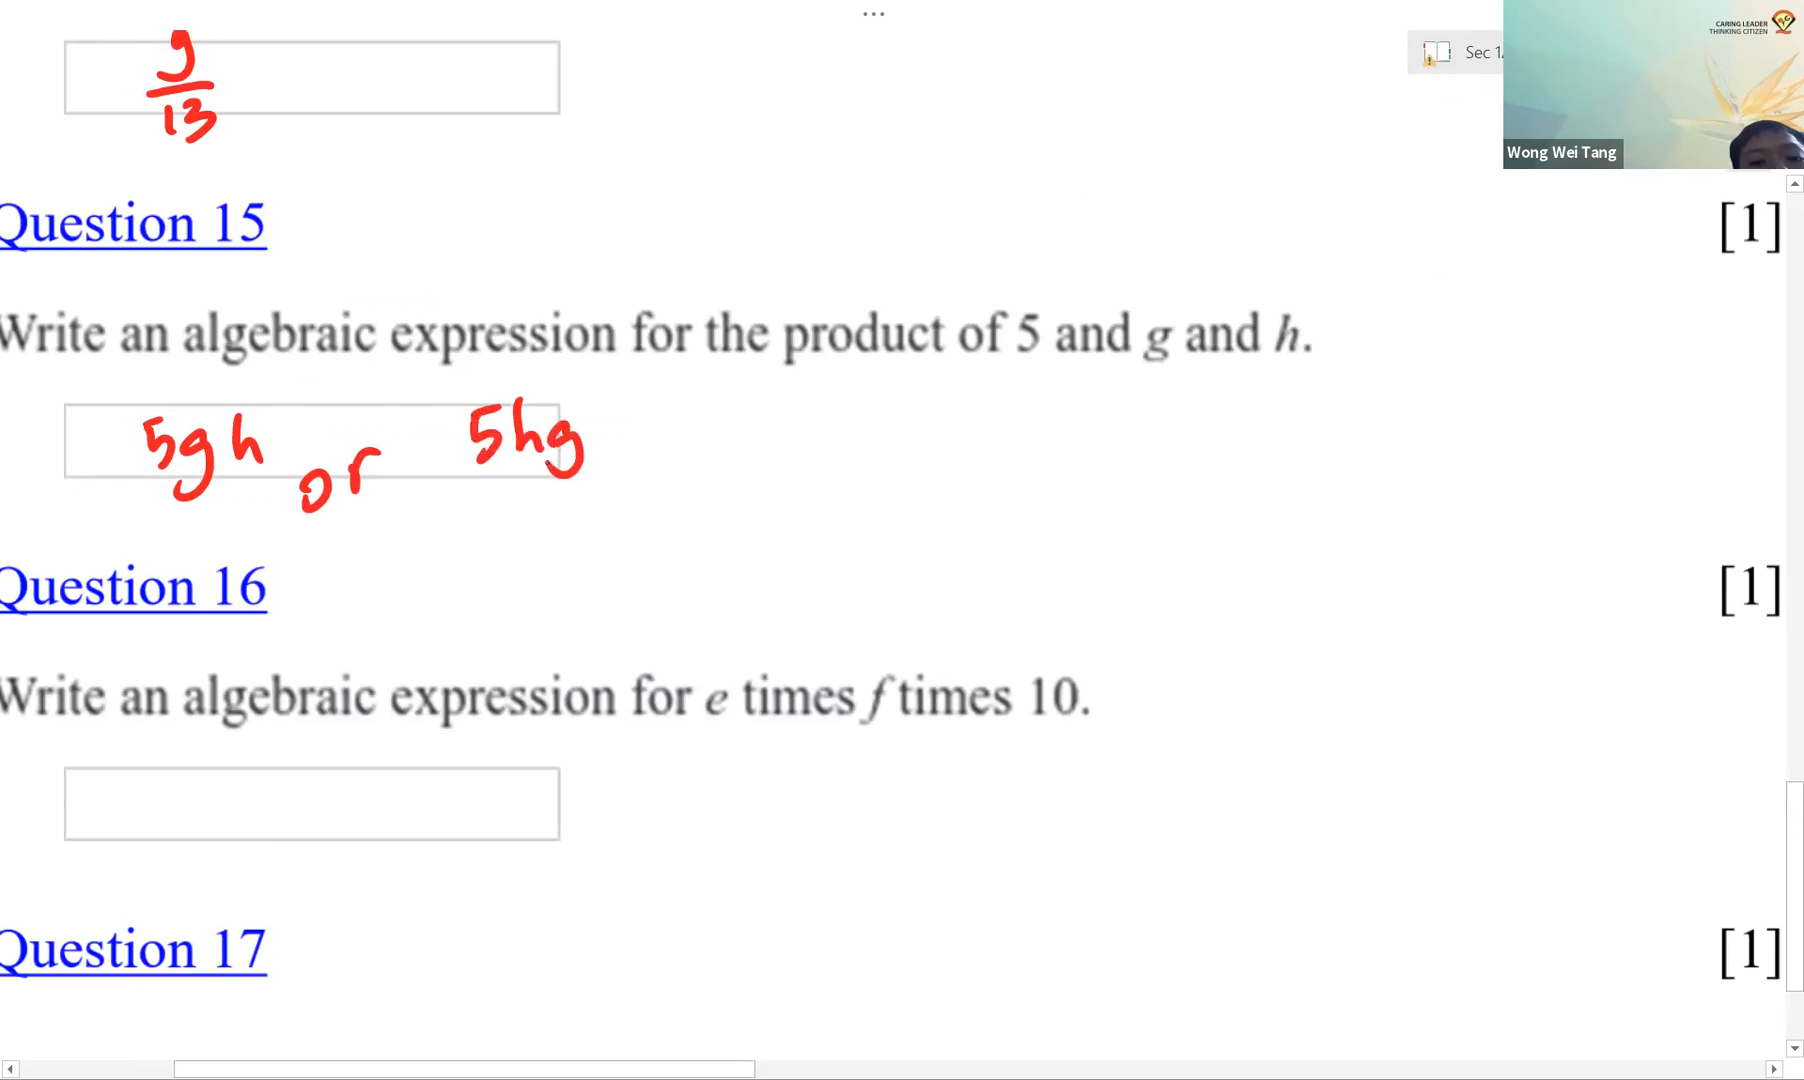 ...
CARING LEADER
THINKING CITIZEN
Sec 1
Wong Wei Tang
g
13
Question 15 [1]
Write an algebraic expression for the product of 5 and g and h.
5gh or 5hg
Question 16 [1]
Write an algebraic expression for e times f times 10.
Question 17 [1]